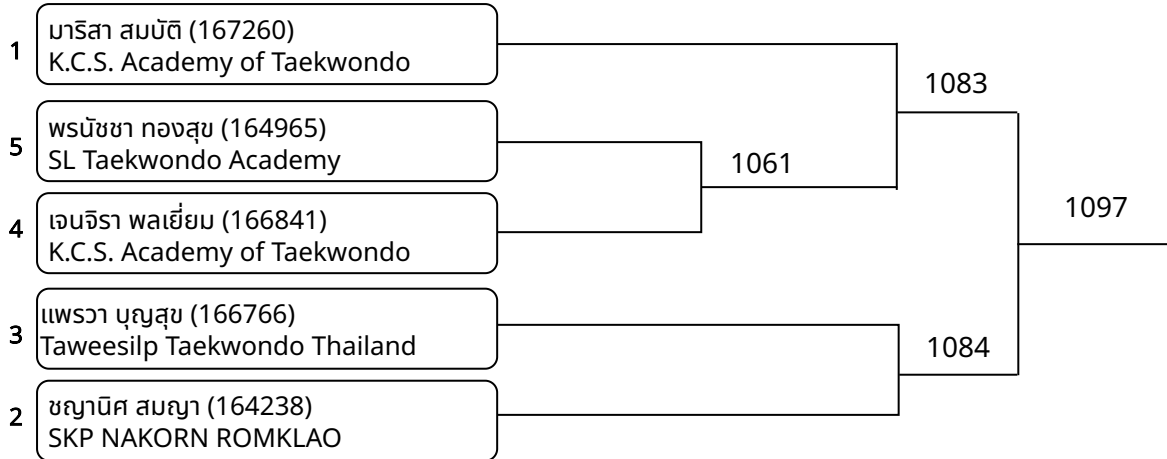 1
มาริสา สมบัติ (167260)
K.C.S. Academy of Taekwondo
1083
5
พรนัชชา ทองสุข (164965)
SL Taekwondo Academy
1061
1097
4
เจนจิรา พลเยี่ยม (166841)
K.C.S. Academy of Taekwondo
3
แพรวา บุญสุข (166766)
Taweesilp Taekwondo Thailand
1084
2
ชญานิศ สมญา (164238)
SKP NAKORN ROMKLAO